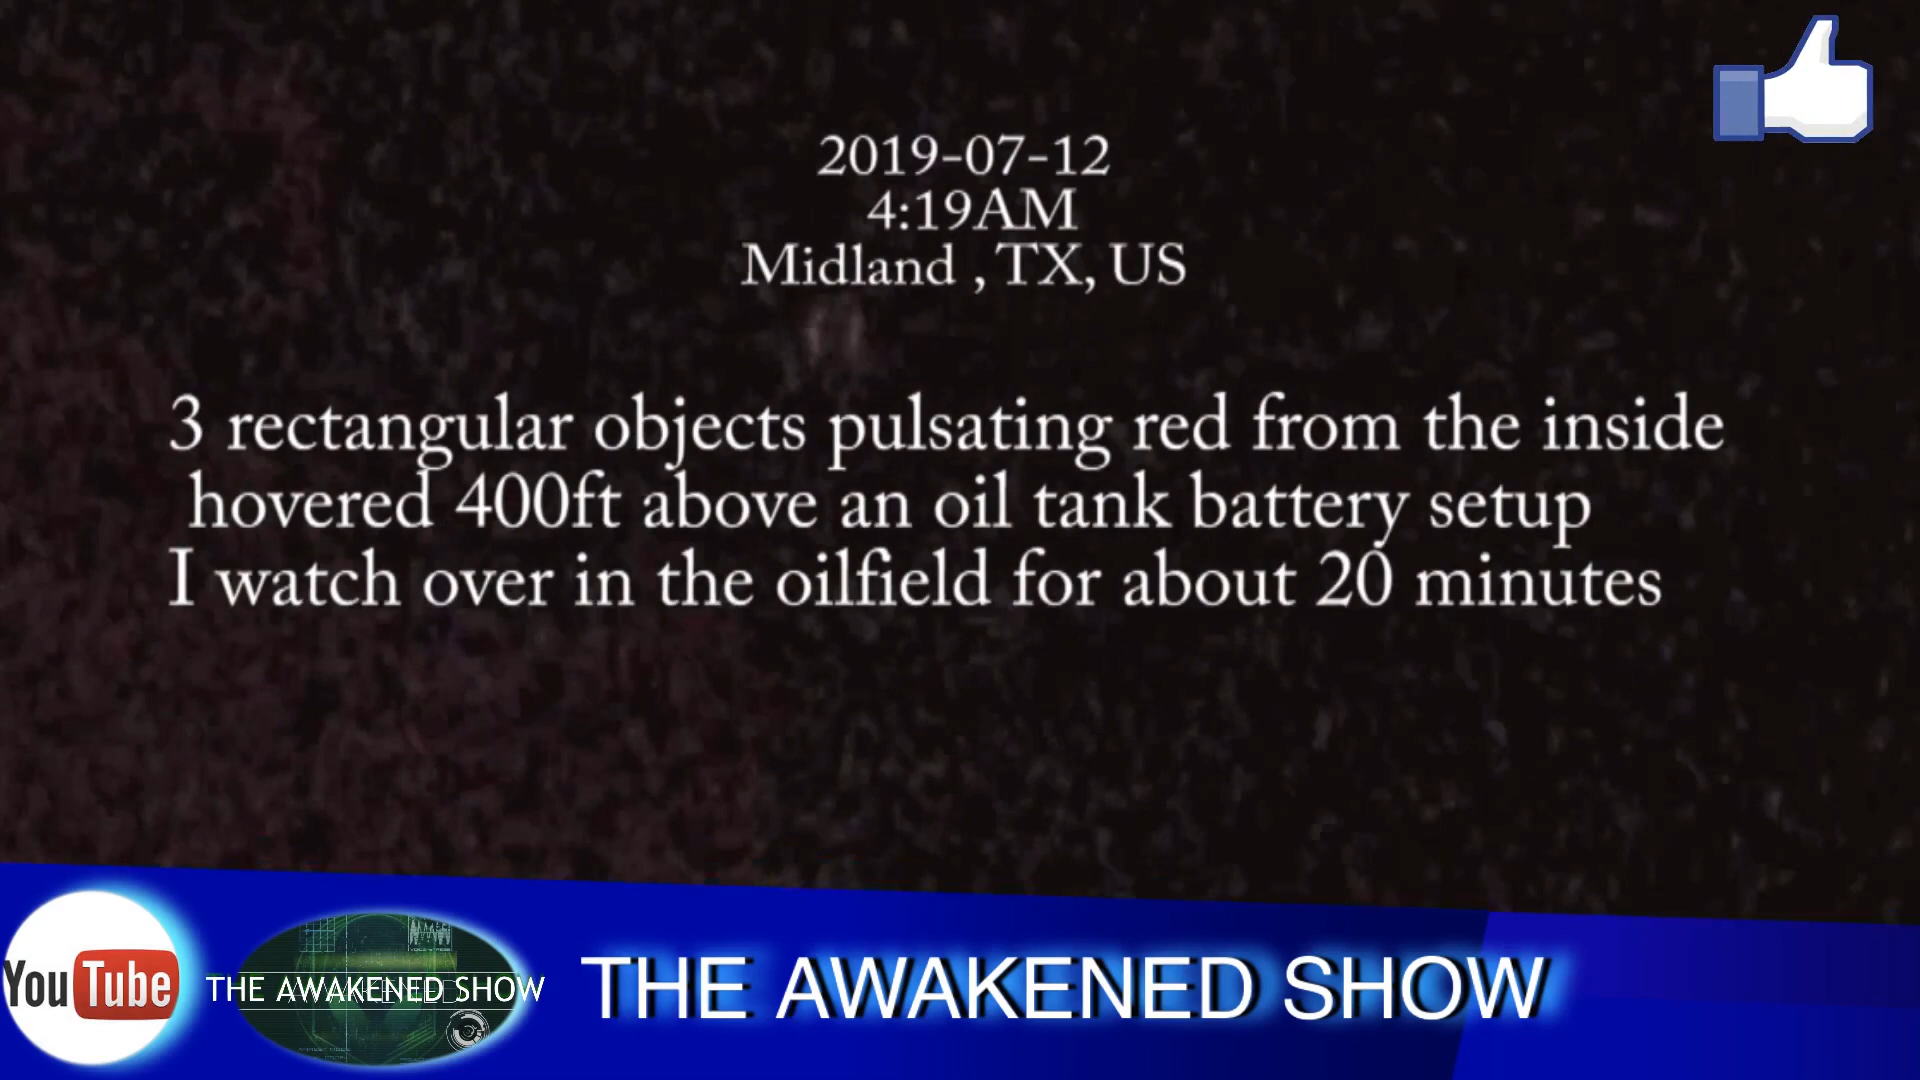 2019-07-12
4:19AM
Midland , TX, US
3 rectangular objects pulsating red from the inside
hovered 400ft above an oil tank battery setup
I watch over in the oilfield for about 20 minutes
YouTube
THE AWAKENED SHOW
THE AWAKENED SHOW